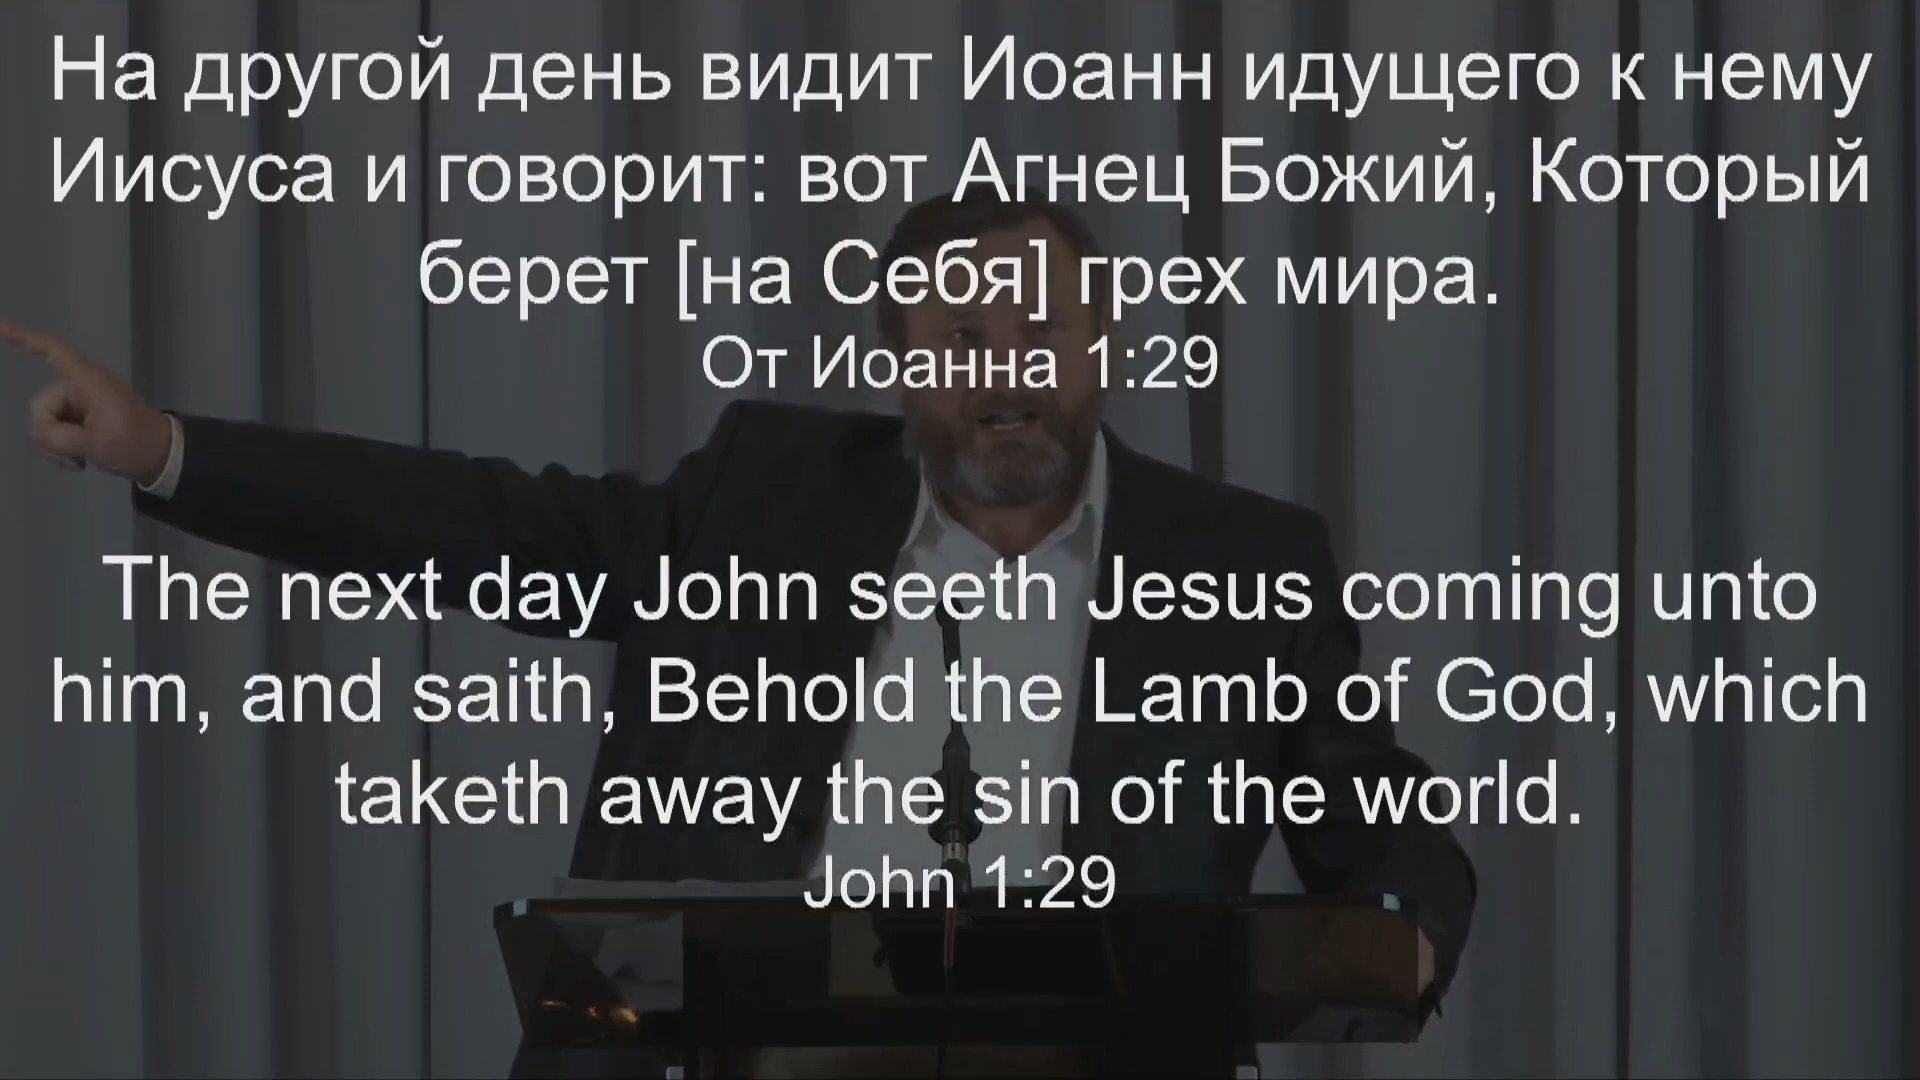 На другой день видит Иоанн идущего к нему
Иисуса и говорит: вот Агнец Божий, Который
берет [на Себя] грех мира.
От Иоанна 1:29
The next day John seeth Jesus coming unto
him, and saith, Behold the Lamb of God, which
taketh away the sin of the world.
John 1:29